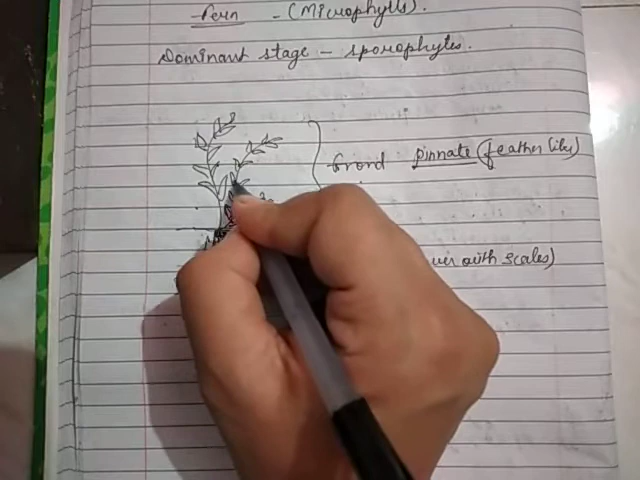 -Fern - (Microphylls).
Dominant stage - sporophytes.
frond pinnate (feather like)
with scales)